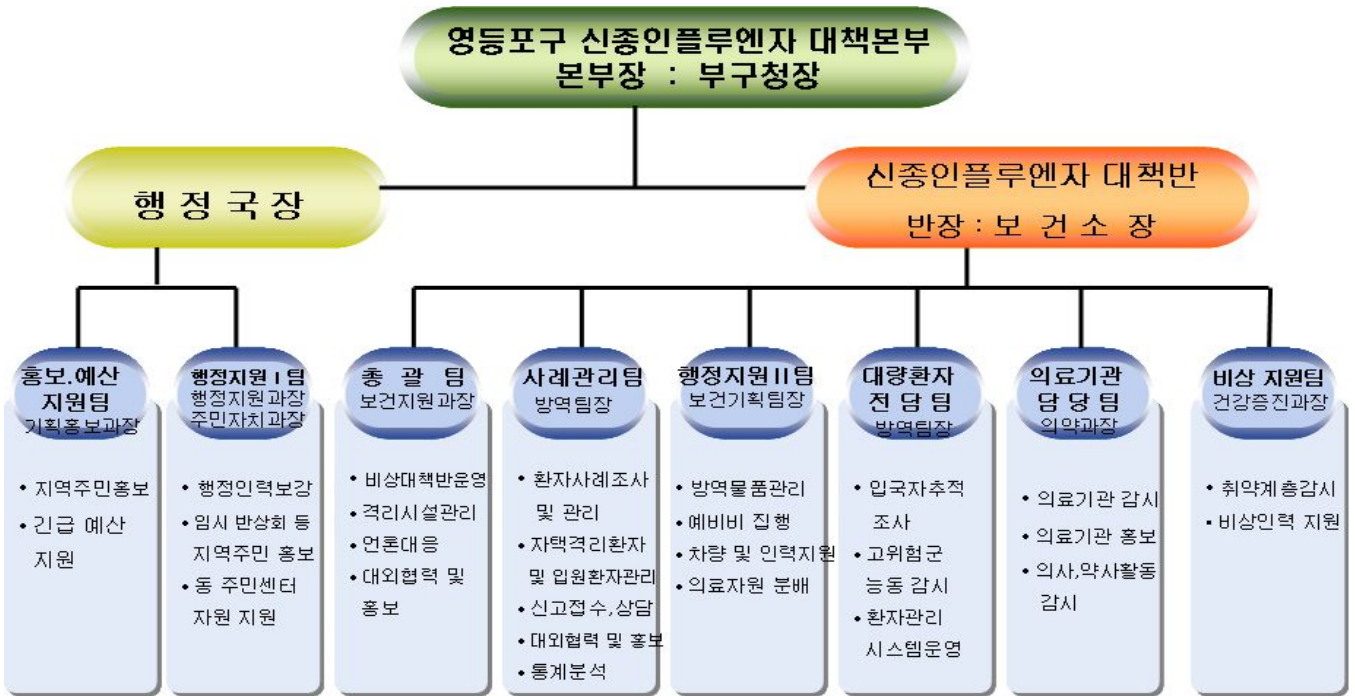 영등포구 신종인플루엔자 대책본부
본부장 : 부구청장
행 정 국 장
신종인플루엔자 대책반
반장 : 보 건 소 장
홍보.예산
지원팀
기획홍보과장
• 지역주민홍보
• 긴급 예산
지원
행정지원Ⅰ팀
행정지원과장
주민자치과장
• 행정인력보강
• 임시 반상회 등
지역주민 홍보
• 동 주민센터
자원 지원
총 괄 팀
보건지원과장
• 비상대책반운영
• 격리시설관리
• 언론대응
• 대외협력 및
홍보
사례관리팀
방역팀장
• 환자사례조사
및 관리
• 자택격리환자
및 입원환자관리
• 신고접수,상담
• 대외협력 및 홍보
• 통계분석
행정지원II팀
보건기획팀장
• 방역물품관리
• 예비비 집행
• 차량 및 인력지원
• 의료자원 분배
대량환자
전담팀
방역팀장
• 입국자추적
조사
• 고위험군
능동 감시
• 환자관리
시스템운영
의료기관
담당팀
의약과장
• 의료기관 감시
• 의료기관 홍보
• 의사,약사활동
감시
비상 지원팀
건강증진과장
• 취약계층감시
• 비상인력 지원